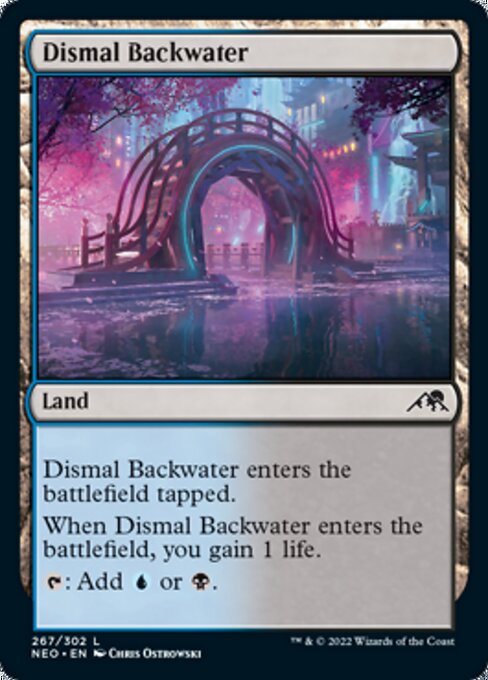 Dismal Backwater
Land
Dismal Backwater enters the
battlefield tapped.
When Dismal Backwater enters the
battlefield, you gain 1 life.
: Add or .
267/302 L
NEO • EN Chris Ostrowski
™ & © 2022 Wizards of the Coast